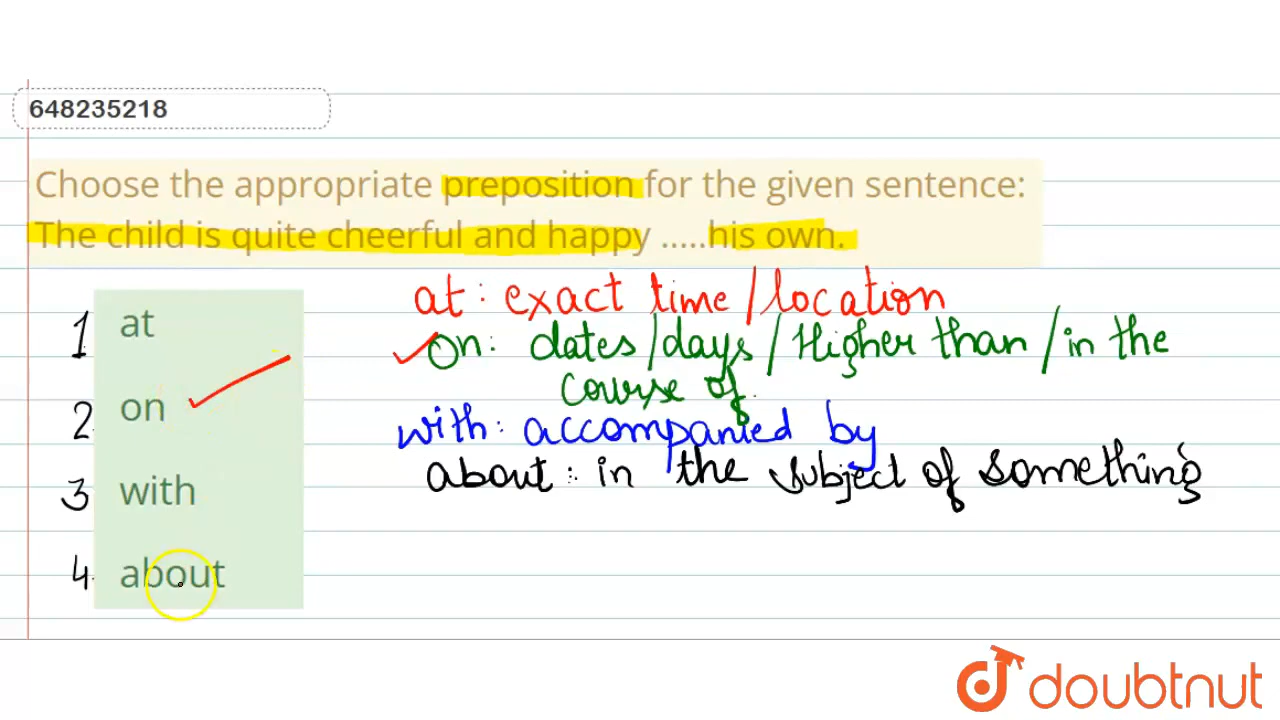 648235218
Choose the appropriate preposition for the given sentence:
The child is quite cheerful and happy .....his own.
at : exact time / location
1 at
on : dates / days / Higher than / in the
course of
2 on
with : accompanied by
3 with
about : in the subject of something
4 about
doubtnut